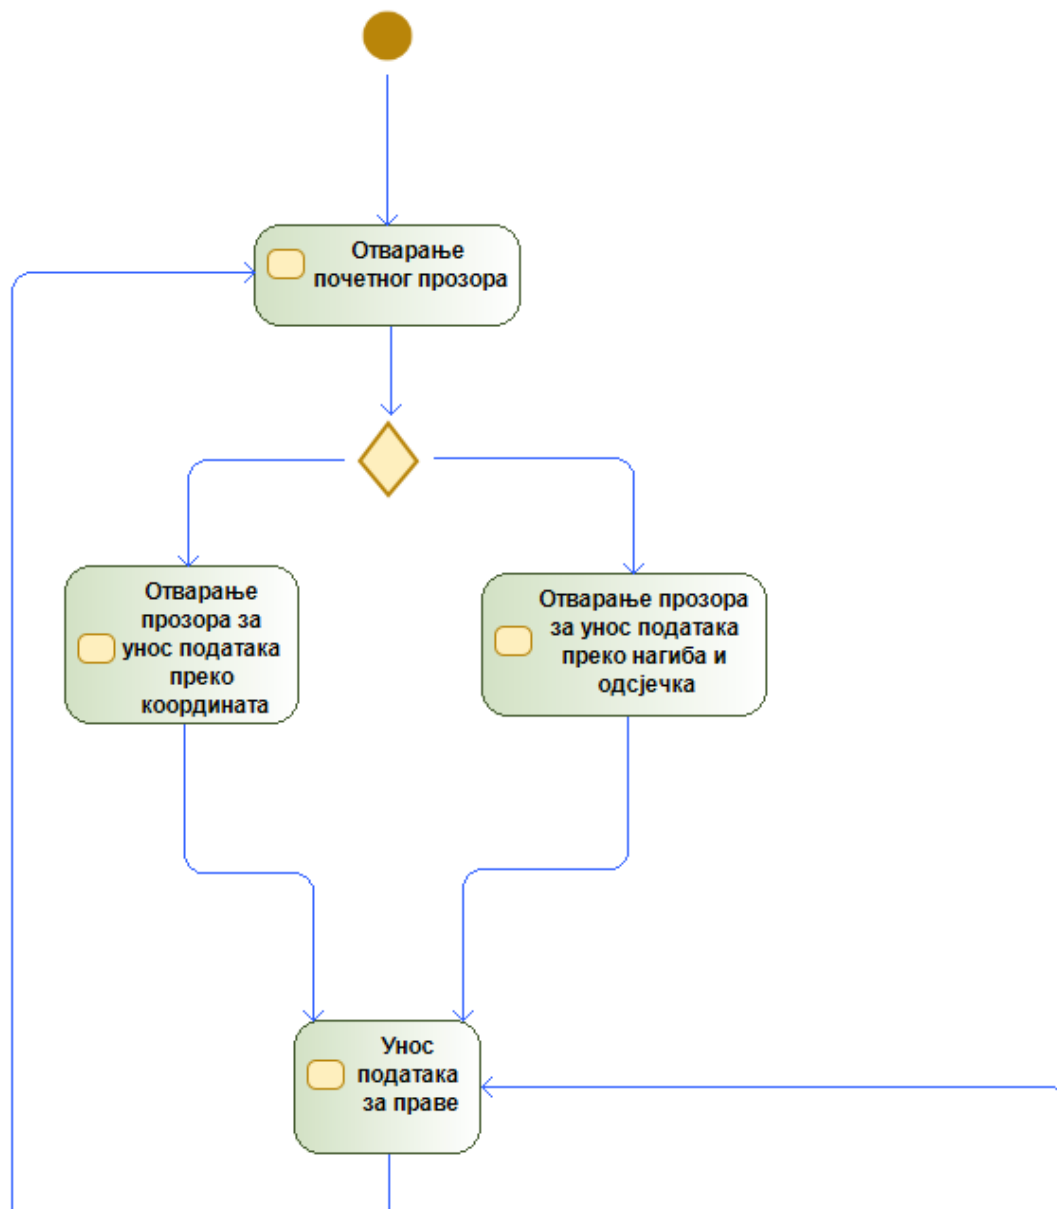 Отварање
почетног прозора
Отварање
прозора за
унос података
преко
координата
Отварање прозора
за унос података
преко нагиба и
одсјечка
Унос
података
за праве